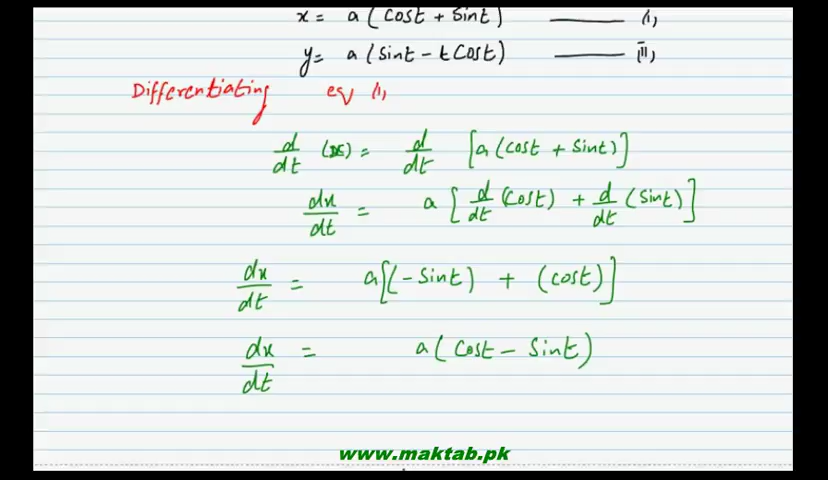 x = a ( Cost + Sint ) ——— (i)
y = a ( Sint - t Cost ) ——— (ii)
Differentiating eq (i)
d/dt (x) = d/dt [ a ( Cost + Sint ) ]
dx/dt = a [ d/dt (Cost) + d/dt (Sint) ]
dx/dt = a [ (- Sint) + (Cost) ]
dx/dt = a ( Cost - Sint )
www.maktab.pk